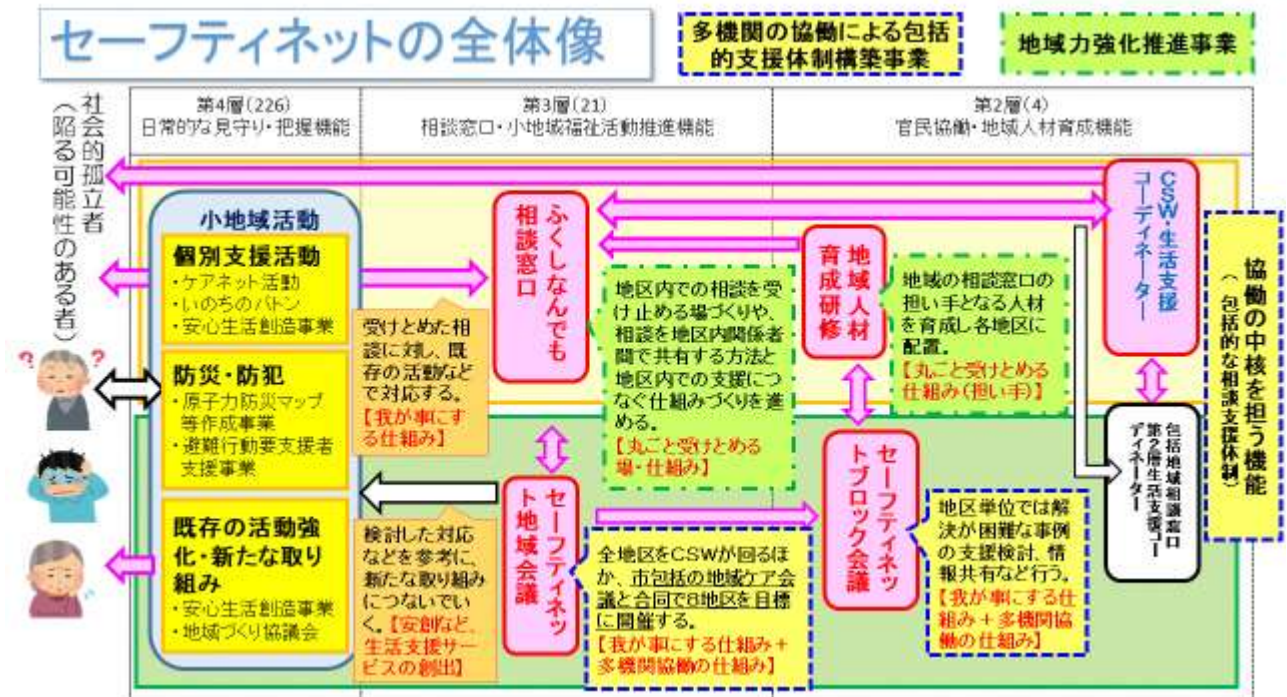 セーフティネットの全体像
多機関の協働による包括
的支援体制構築事業
地域力強化推進事業
社会的孤立者
(陥る可能性のある者)
第4層(226)
日常的な見守り・把握機能
第3層(21)
相談窓口・小地域福祉活動推進機能
第2層(4)
官民協働・地域人材育成機能
小地域活動
個別支援活動
・ケアネット活動
・いのちのバトン
・安心生活創造事業
防災・防犯
・原子力防災マップ
等作成事業
・避難行動要支援者
支援事業
既存の活動強
化・新たな取り
組み
・安心生活創造事業
・地域づくり協議会
受けとめた相
談に対し、既
存の活動など
で対応する。
【我が事にす
る仕組み】
検討した対応
などを参考に、
新たな取り組み
につないでい
く。【安創など、
生活支援サー
ビスの創出】
ふくしなんでも
相談窓口
地区内での相談を受
け止める場づくりや、
相談を地区内関係者
間で共有する方法と
地区内での支援につ
なぐ仕組みづくりを進
める。
【丸ごと受けとめる
場・仕組み】
セーフティネッ
ト地域会議
全地区をCSWが回るほ
か、市包括の地域ケア会
議と合同で8地区を目標
に開催する。
【我が事にする仕組み+
多機関協働の仕組み】
地域人材
育成研修
地域の相談窓口の
担い手となる人材
を育成し各地区に
配置。
【丸ごと受けとめる
仕組み(担い手)】
セーフティネッ
トブロック会議
地区単位では解
決が困難な事例
の支援検討、情
報共有など行う。
【我が事にする仕
組み+多機関協
働の仕組み】
CSW・生活支援
コーディネーター
包括地域相談窓口
第2層生活支援コー
ディネーター
協働の中核を担う機能
(包括的な相談支援体制)